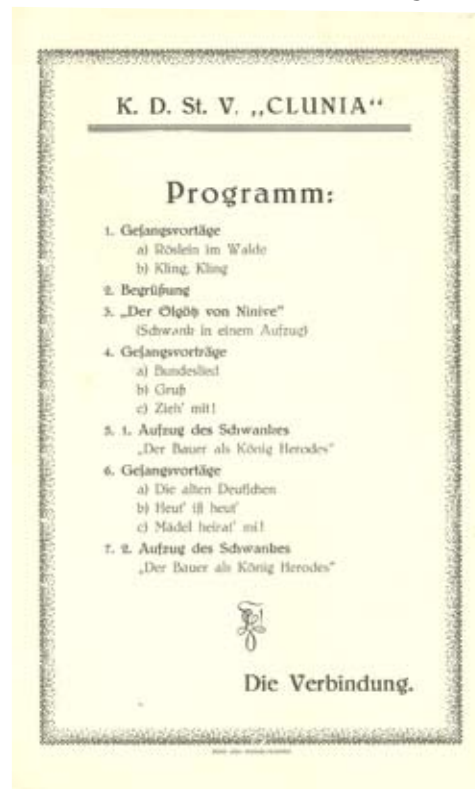 K. D. St. V. „CLUNIA“
Programm:
1. Gesangsvortäge
a) Röslein im Walde
b) Kling, Kling
2. Begrüßung
3. „Der Ölgötz von Ninive“
(Schwank in einem Aufzug)
4. Gesangsvorträge
a) Bundeslied
b) Gruß
c) Zieh' mit!
5. 1. Aufzug des Schwankes
„Der Bauer als König Herodes“
6. Gesangsvortäge
a) Die alten Deutschen
b) Heut' ist heut'
c) Mädel heirat' mi!
7. 2. Aufzug des Schwankes
„Der Bauer als König Herodes“
Die Verbindung.